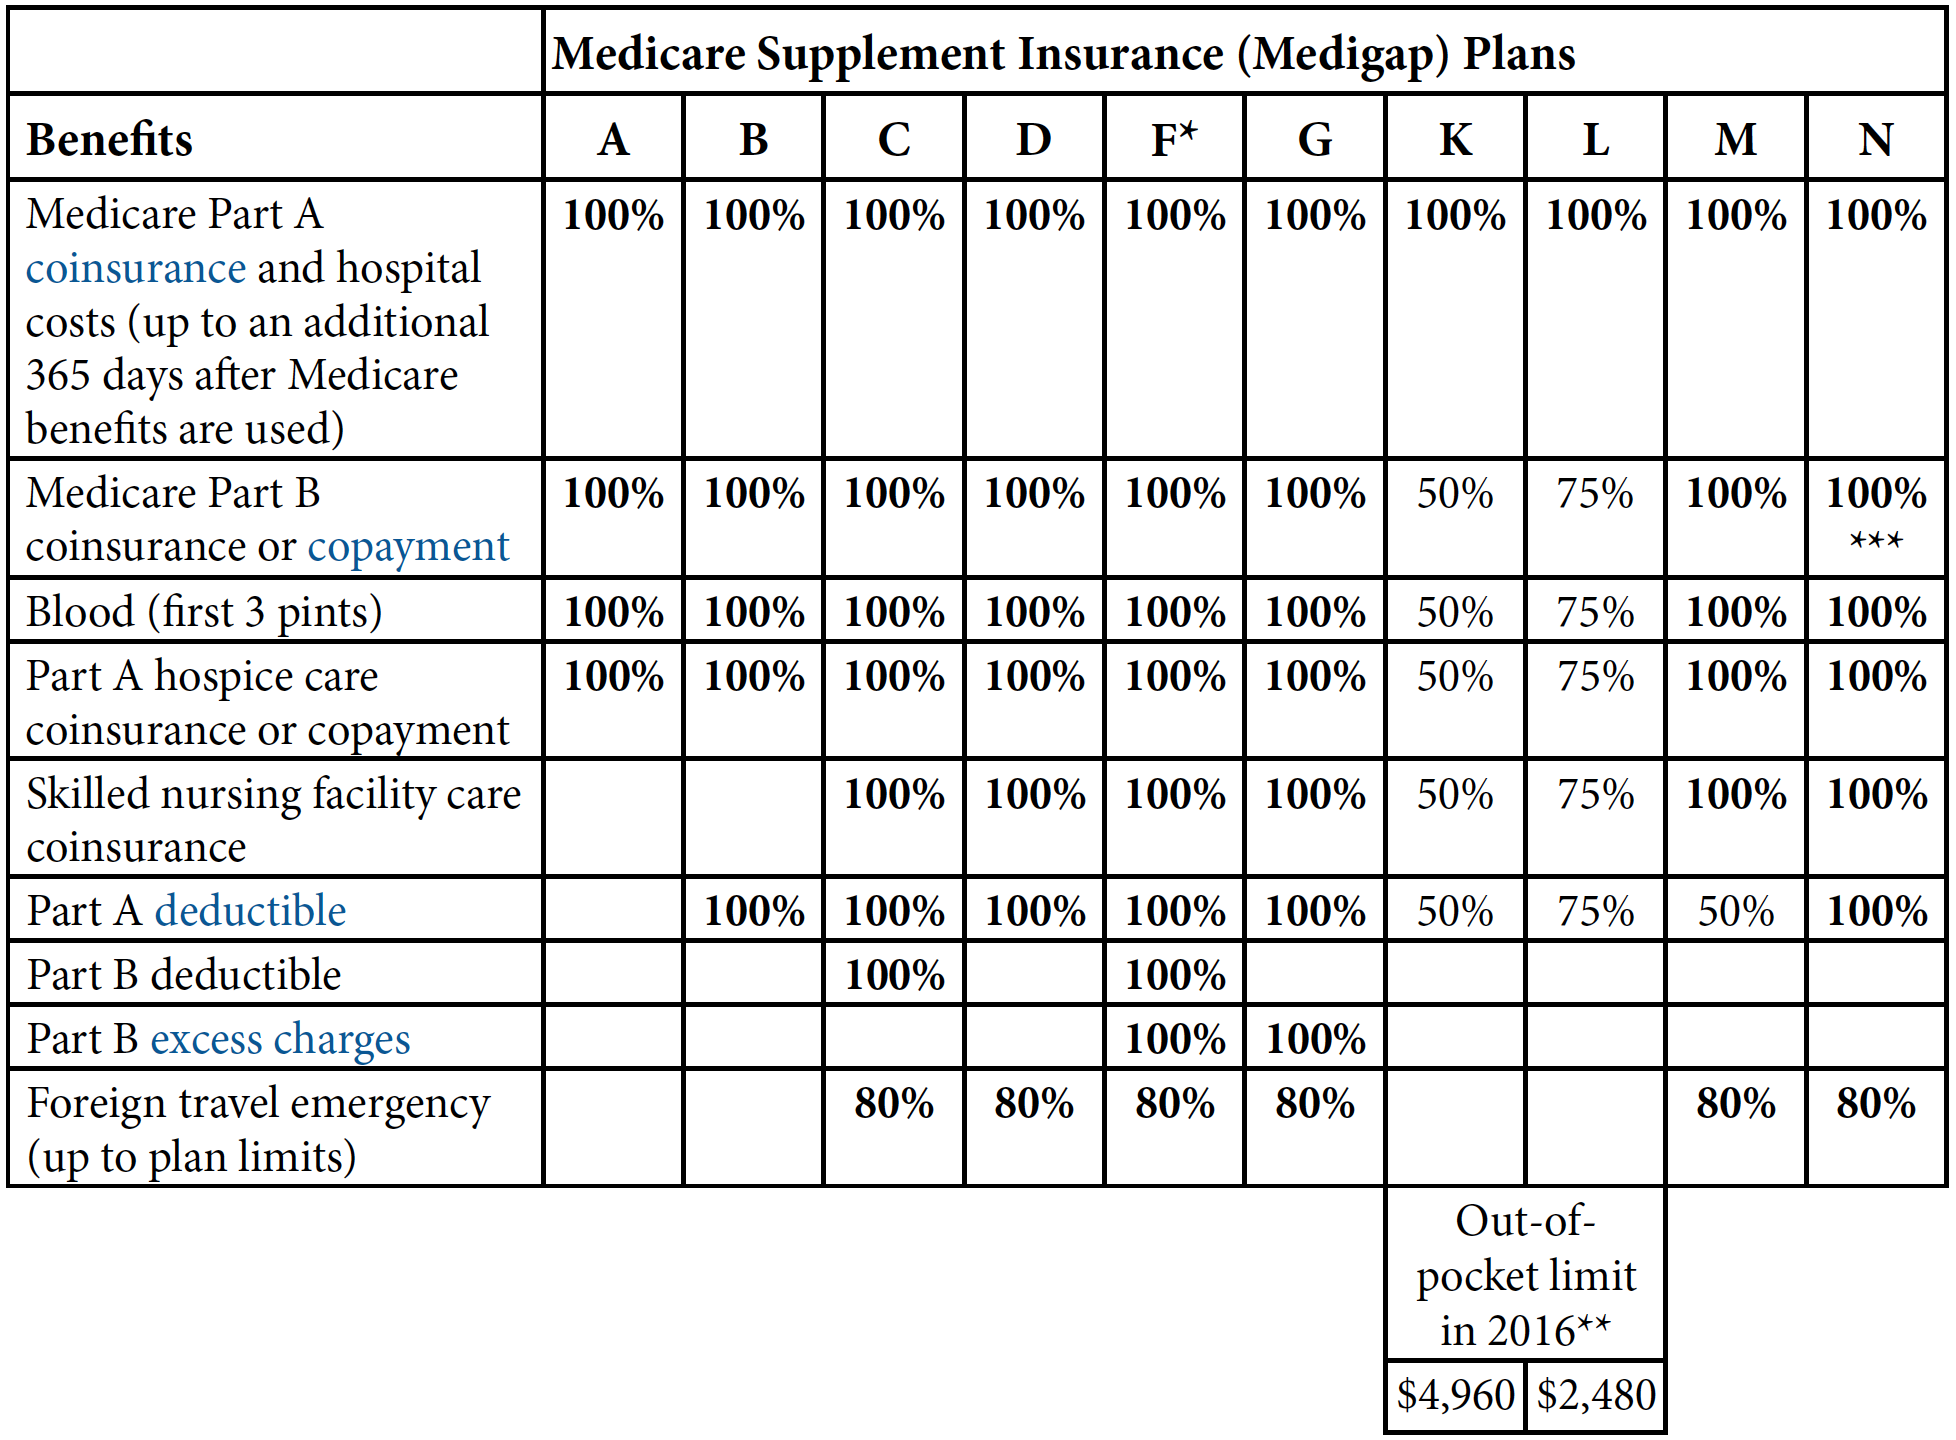 Medicare Supplement Insurance (Medigap) Plans
Benefits A B C D F* G K L M N
Medicare Part A 100% 100% 100% 100% 100% 100% 100% 100% 100% 100%
coinsurance and hospital
costs (up to an additional
365 days after Medicare
benefits are used)
Medicare Part B 100% 100% 100% 100% 100% 100% 50% 75% 100% 100%
coinsurance or copayment ***
Blood (first 3 pints) 100% 100% 100% 100% 100% 100% 50% 75% 100% 100%
Part A hospice care 100% 100% 100% 100% 100% 100% 50% 75% 100% 100%
coinsurance or copayment
Skilled nursing facility care 100% 100% 100% 100% 50% 75% 100% 100%
coinsurance
Part A deductible 100% 100% 100% 100% 100% 50% 75% 50% 100%
Part B deductible 100% 100%
Part B excess charges 100% 100%
Foreign travel emergency 80% 80% 80% 80% 80% 80%
(up to plan limits)
Out-of-
pocket limit
in 2016**
$4,960 $2,480